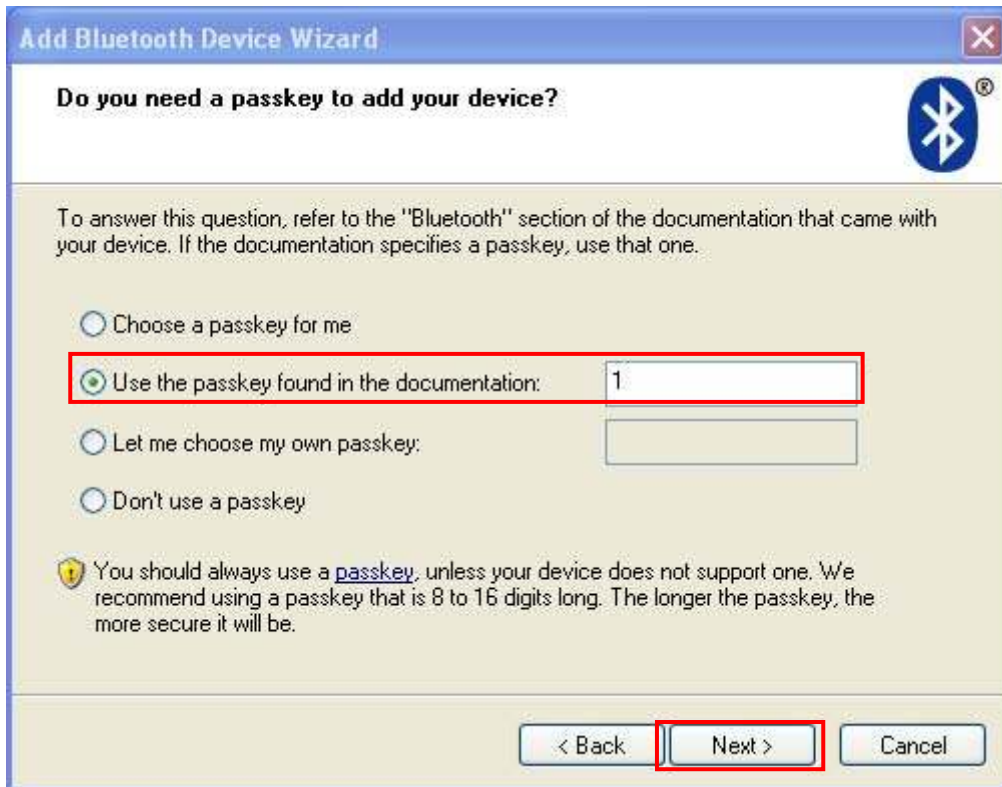 Add Bluetooth Device Wizard
Do you need a passkey to add your device?
®
To answer this question, refer to the "Bluetooth" section of the documentation that came with
your device. If the documentation specifies a passkey, use that one.
Choose a passkey for me
Use the passkey found in the documentation: 1
Let me choose my own passkey:
Don't use a passkey
You should always use a passkey, unless your device does not support one. We
recommend using a passkey that is 8 to 16 digits long. The longer the passkey, the
more secure it will be.
< Back Next > Cancel